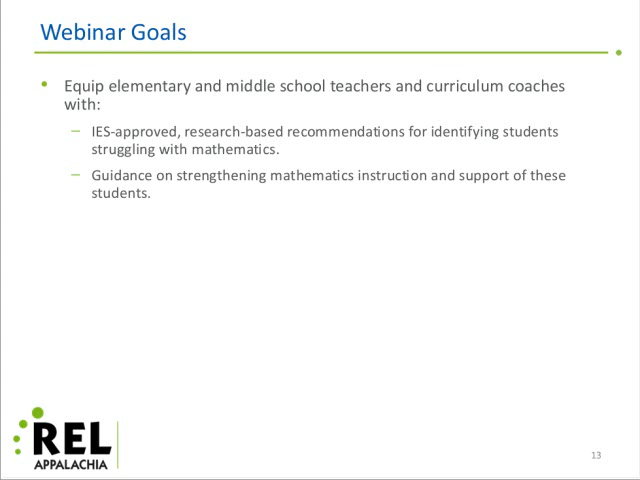 Webinar Goals
• Equip elementary and middle school teachers and curriculum coaches
with:
– IES-approved, research-based recommendations for identifying students
struggling with mathematics.
– Guidance on strengthening mathematics instruction and support of these
students.
REL
APPALACHIA
13